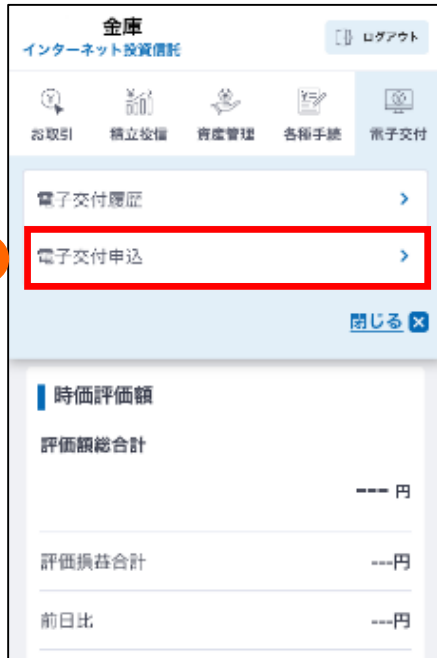 金庫
インターネット投資信託
ログアウト
お取引 積立投信 資産管理 各種手続 電子交付
電子交付履歴
電子交付申込
閉じる
時価評価額
評価額総合計
--- 円
評価損益合計 ---円
前日比 ---円